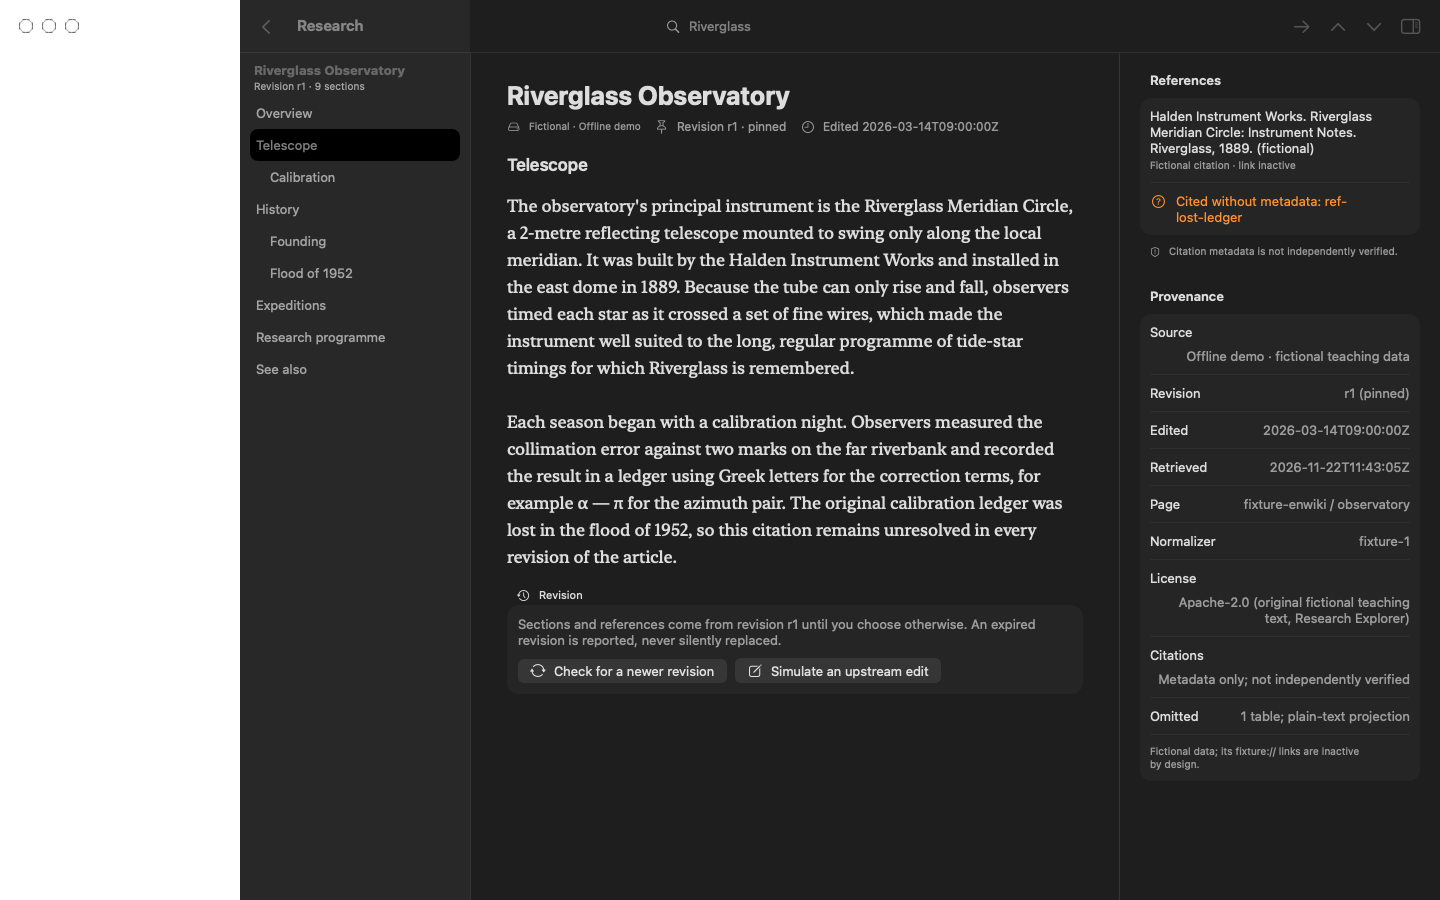 Research
Riverglass
Riverglass Observatory
Revision r1 · 9 sections
Overview
Telescope
Calibration
History
Founding
Flood of 1952
Expeditions
Research programme
See also
Riverglass Observatory
Fictional · Offline demo
Revision r1 · pinned
Edited 2026-03-14T09:00:00Z
Telescope
The observatory's principal instrument is the Riverglass Meridian Circle,
a 2-metre reflecting telescope mounted to swing only along the local
meridian. It was built by the Halden Instrument Works and installed in
the east dome in 1889. Because the tube can only rise and fall, observers
timed each star as it crossed a set of fine wires, which made the
instrument well suited to the long, regular programme of tide-star
timings for which Riverglass is remembered.
Each season began with a calibration night. Observers measured the
collimation error against two marks on the far riverbank and recorded
the result in a ledger using Greek letters for the correction terms, for
example α — π for the azimuth pair. The original calibration ledger was
lost in the flood of 1952, so this citation remains unresolved in every
revision of the article.
Revision
Sections and references come from revision r1 until you choose otherwise. An expired
revision is reported, never silently replaced.
Check for a newer revision
Simulate an upstream edit
References
Halden Instrument Works. Riverglass
Meridian Circle: Instrument Notes.
Riverglass, 1889. (fictional)
Fictional citation · link inactive
Cited without metadata: ref-
lost-ledger
Citation metadata is not independently verified.
Provenance
Source
Offline demo · fictional teaching data
Revision
r1 (pinned)
Edited
2026-03-14T09:00:00Z
Retrieved
2026-11-22T11:43:05Z
Page
fixture-enwiki / observatory
Normalizer
fixture-1
License
Apache-2.0 (original fictional teaching
text, Research Explorer)
Citations
Metadata only; not independently verified
Omitted
1 table; plain-text projection
Fictional data; its fixture:// links are inactive
by design.